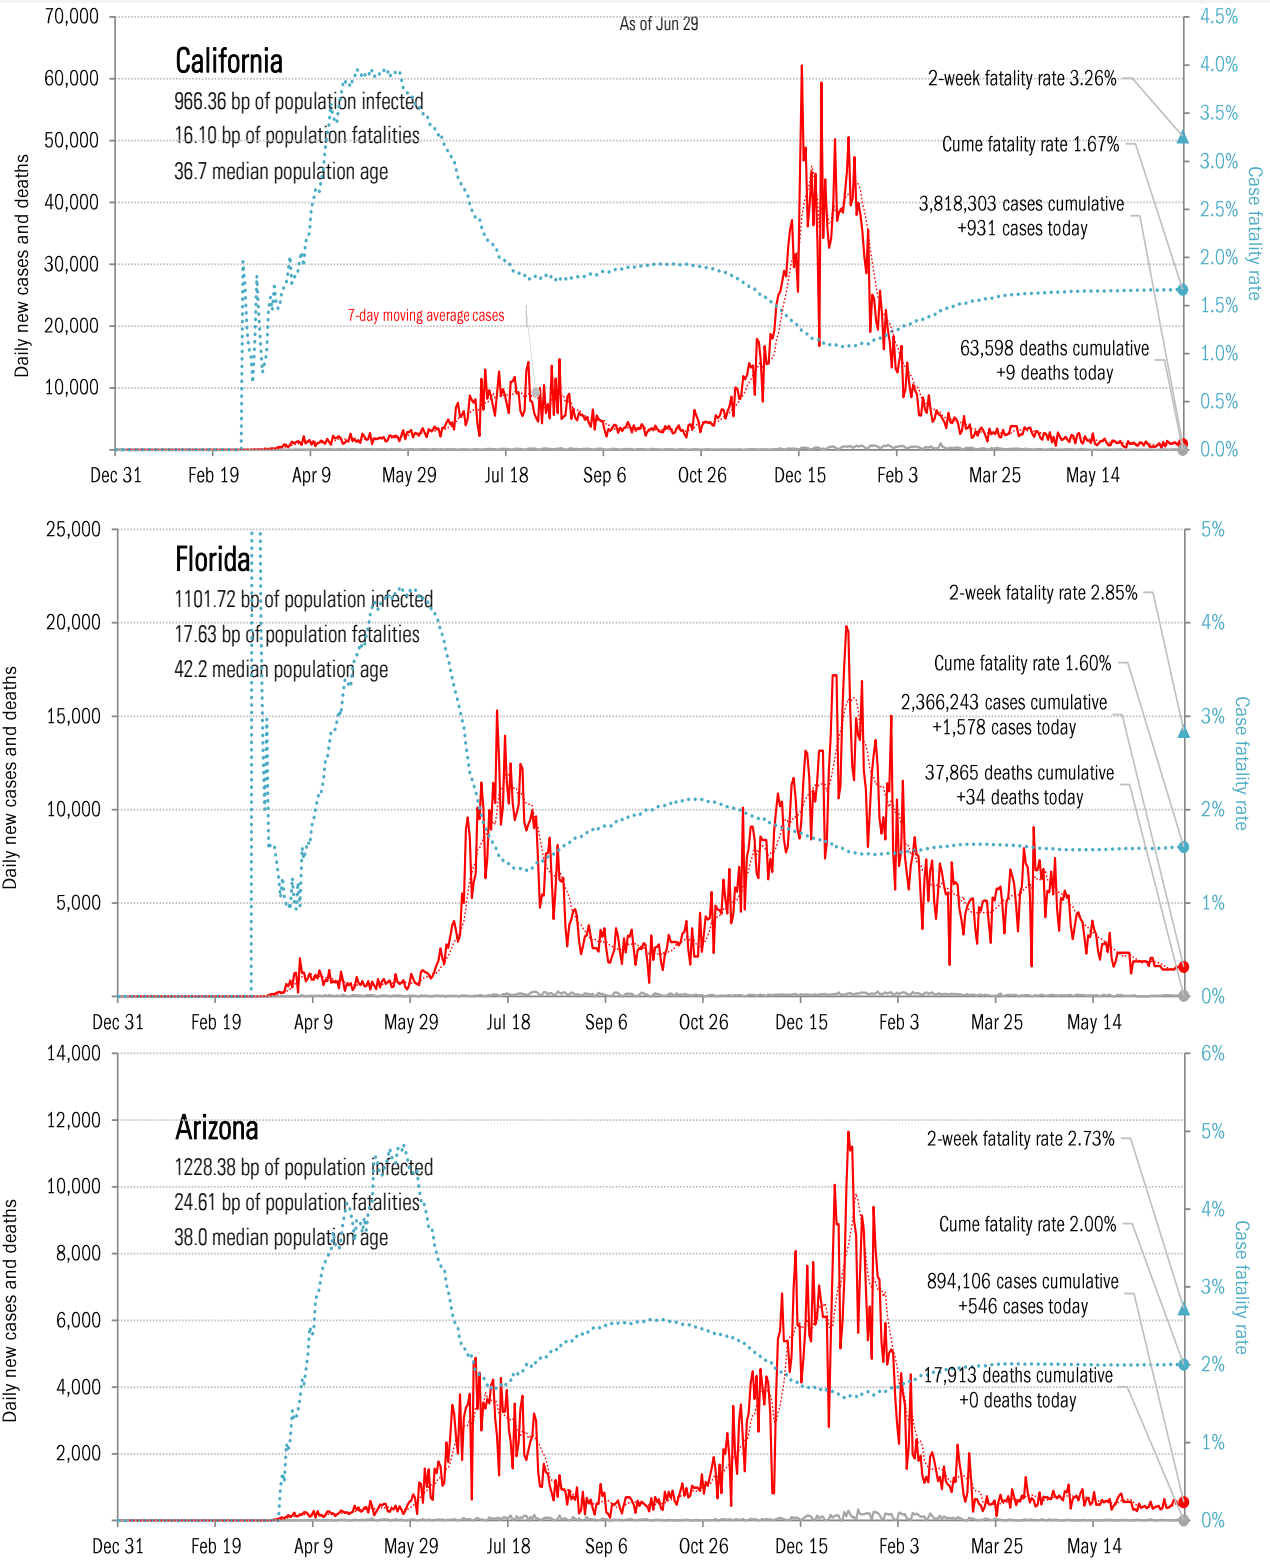 As of Jun 29
California
966.36 bp of population infected
16.10 bp of population fatalities
36.7 median population age
Daily new cases and deaths
70,000
60,000
50,000
40,000
30,000
20,000
10,000
7-day moving average cases
2-week fatality rate 3.26%
Cume fatality rate 1.67%
3,818,303 cases cumulative
+931 cases today
63,598 deaths cumulative
+9 deaths today
4.5%
4.0%
3.5%
3.0%
2.5%
2.0%
1.5%
1.0%
0.5%
0.0%
Case fatality rate
Dec 31 Feb 19 Apr 9 May 29 Jul 18 Sep 6 Oct 26 Dec 15 Feb 3 Mar 25 May 14
Florida
1101.72 bp of population infected
17.63 bp of population fatalities
42.2 median population age
Daily new cases and deaths
25,000
20,000
15,000
10,000
5,000
2-week fatality rate 2.85%
Cume fatality rate 1.60%
2,366,243 cases cumulative
+1,578 cases today
37,865 deaths cumulative
+34 deaths today
5%
4%
3%
2%
1%
0%
Case fatality rate
Dec 31 Feb 19 Apr 9 May 29 Jul 18 Sep 6 Oct 26 Dec 15 Feb 3 Mar 25 May 14
Arizona
1228.38 bp of population infected
24.61 bp of population fatalities
38.0 median population age
Daily new cases and deaths
14,000
12,000
10,000
8,000
6,000
4,000
2,000
2-week fatality rate 2.73%
Cume fatality rate 2.00%
894,106 cases cumulative
+546 cases today
17,913 deaths cumulative
+0 deaths today
6%
5%
4%
3%
2%
1%
0%
Case fatality rate
Dec 31 Feb 19 Apr 9 May 29 Jul 18 Sep 6 Oct 26 Dec 15 Feb 3 Mar 25 May 14